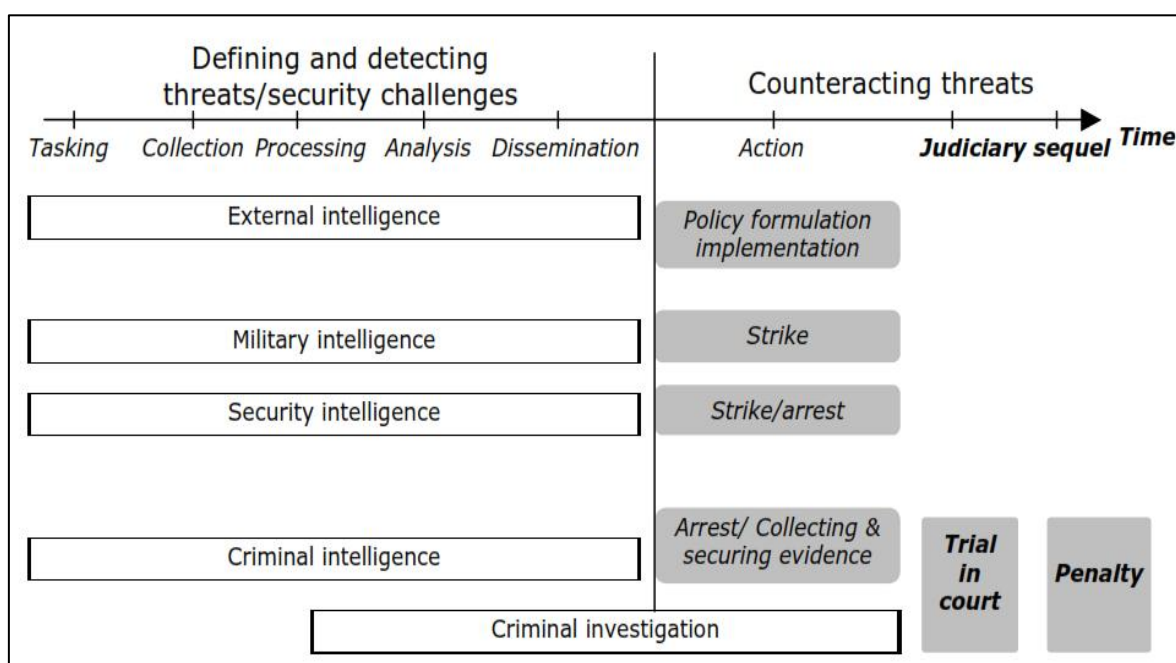 Defining and detecting
threats/security challenges
Counteracting threats
Tasking Collection Processing Analysis Dissemination Action Judiciary sequel Time
External intelligence
Policy formulation
implementation
Military intelligence
Strike
Security intelligence
Strike/arrest
Criminal intelligence
Arrest/ Collecting &
securing evidence
Trial
in
court
Penalty
Criminal investigation